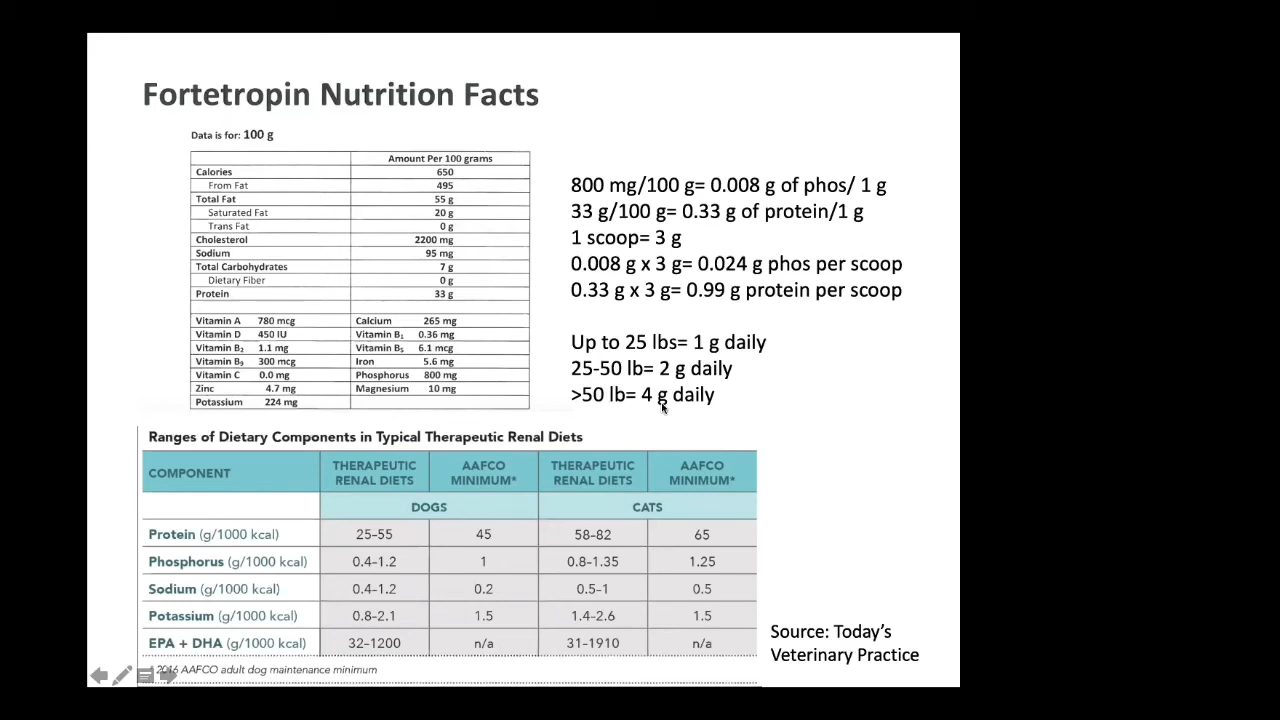 Fortetropin Nutrition Facts
Data is for: 100 g
Amount Per 100 grams
Calories 650
From Fat 495
Total Fat 55 g
Saturated Fat 20 g
Trans Fat 0 g
Cholesterol 2200 mg
Sodium 95 mg
Total Carbohydrates 7 g
Dietary Fiber 0 g
Protein 33 g
Vitamin A 780 mcg Calcium 265 mg
Vitamin D 450 IU Vitamin B₁ 0.36 mg
Vitamin B₂ 1.1 mg Vitamin B₅ 6.1 mcg
Vitamin B₉ 300 mcg Iron 5.6 mg
Vitamin C 0.0 mg Phosphorus 800 mg
Zinc 4.7 mg Magnesium 10 mg
Potassium 224 mg
800 mg/100 g= 0.008 g of phos/ 1 g
33 g/100 g= 0.33 g of protein/1 g
1 scoop= 3 g
0.008 g x 3 g= 0.024 g phos per scoop
0.33 g x 3 g= 0.99 g protein per scoop
Up to 25 lbs= 1 g daily
25-50 lb= 2 g daily
>50 lb= 4 g daily
Ranges of Dietary Components in Typical Therapeutic Renal Diets
COMPONENT THERAPEUTIC RENAL DIETS AAFCO MINIMUM* THERAPEUTIC RENAL DIETS AAFCO MINIMUM*
DOGS CATS
Protein (g/1000 kcal) 25–55 45 58–82 65
Phosphorus (g/1000 kcal) 0.4–1.2 1 0.8–1.35 1.25
Sodium (g/1000 kcal) 0.4–1.2 0.2 0.5–1 0.5
Potassium (g/1000 kcal) 0.8–2.1 1.5 1.4–2.6 1.5
EPA + DHA (g/1000 kcal) 32–1200 n/a 31–1910 n/a
* 2016 AAFCO adult dog maintenance minimum
Source: Today's
Veterinary Practice